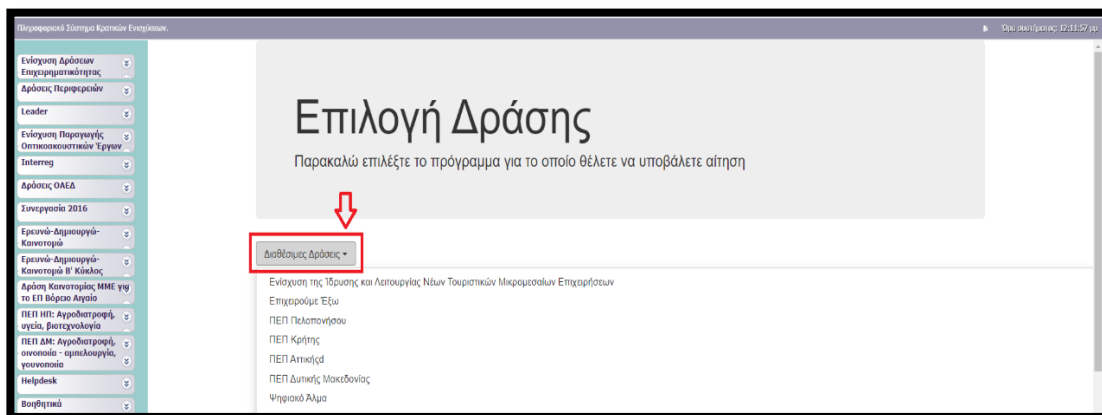 Πληροφοριακό Σύστημα Κρατικών Ενισχύσεων.
Ώρα συστήματος: 12:11:57 μμ
Ενίσχυση Δράσεων
Επιχειρηματικότητας
Δράσεις Περιφερειών
Leader
Ενίσχυση Παραγωγής
Οπτικοακουστικών Έργων
Interreg
Δράσεις ΟΑΕΔ
Συνεργασία 2016
Ερευνώ-Δημιουργώ-
Καινοτομώ
Ερευνώ-Δημιουργώ-
Καινοτομώ Β' Κύκλος
Δράση Καινοτομίας ΜΜΕ για
το ΕΠ Βόρειο Αιγαίο
ΠΕΠ ΗΠ: Αγροδιατροφή,
υγεία, βιοτεχνολογία
ΠΕΠ ΔΜ: Αγροδιατροφή,
οινοποιία - αμπελουργία,
γουνοποιία
Helpdesk
Βοηθητικά
Επιλογή Δράσης
Παρακαλώ επιλέξτε το πρόγραμμα για το οποίο θέλετε να υποβάλετε αίτηση
Διαθέσιμες Δράσεις
Ενίσχυση της Ίδρυσης και Λειτουργίας Νέων Τουριστικών Μικρομεσαίων Επιχειρήσεων
Επιχειρούμε Έξω
ΠΕΠ Πελοπονήσου
ΠΕΠ Κρήτης
ΠΕΠ Αττικήςd
ΠΕΠ Δυτικής Μακεδονίας
Ψηφιακό Άλμα